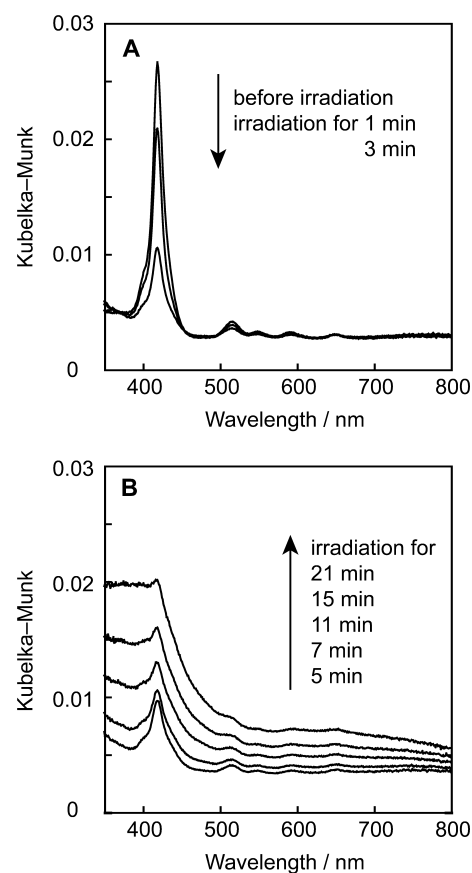 A
before irradiation
irradiation for 1 min
3 min
Kubelka–Munk
0.03
0.02
0.01
0
400 500 600 700 800
Wavelength / nm
B
irradiation for
21 min
15 min
11 min
7 min
5 min
Kubelka–Munk
0.03
0.02
0.01
0
400 500 600 700 800
Wavelength / nm